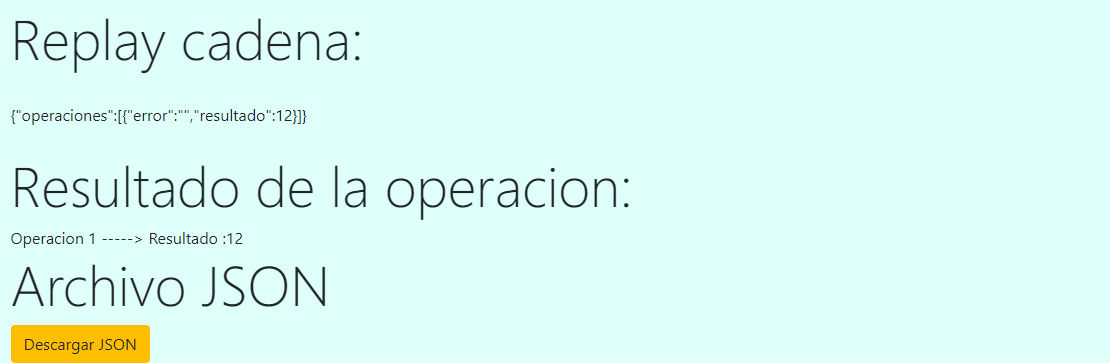 Replay cadena:
{"operaciones":[{"error":"","resultado":12}]}
Resultado de la operacion:
Operacion 1 -----> Resultado :12
Archivo JSON
Descargar JSON